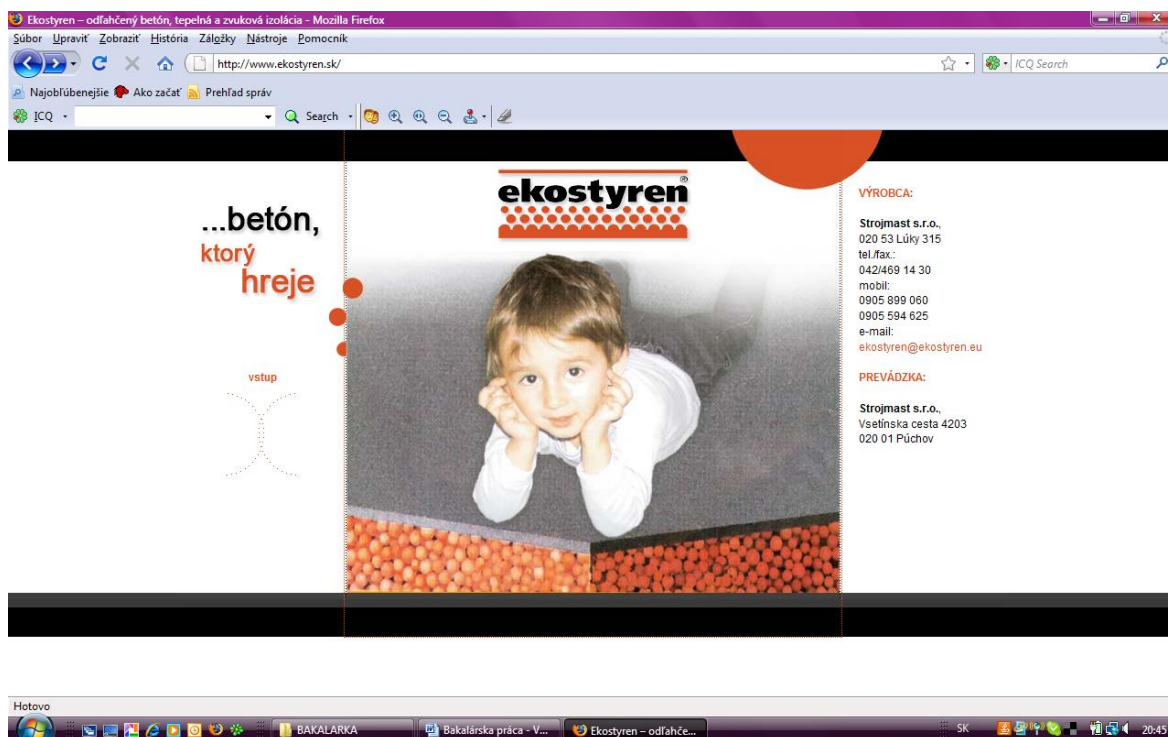 Ekostyren – odľahčený betón, tepelná a zvuková izolácia - Mozilla Firefox
Súbor Upraviť Zobraziť História Záložky Nástroje Pomocník
http://www.ekostyren.sk/
ICQ Search
Najobľúbenejšie Ako začať Prehľad správ
ICQ Search
ekostyren®
...betón,
ktorý
hreje
vstup
VÝROBCA:
Strojmast s.r.o.,
020 53 Lúky 315
tel./fax.:
042/469 14 30
mobil:
0905 899 060
0905 594 625
e-mail:
ekostyren@ekostyren.eu
PREVÁDZKA:
Strojmast s.r.o.,
Vsetínska cesta 4203
020 01 Púchov
Hotovo
BAKALARKA Bakalárska práca - V... Ekostyren – odľahče... SK 20:45